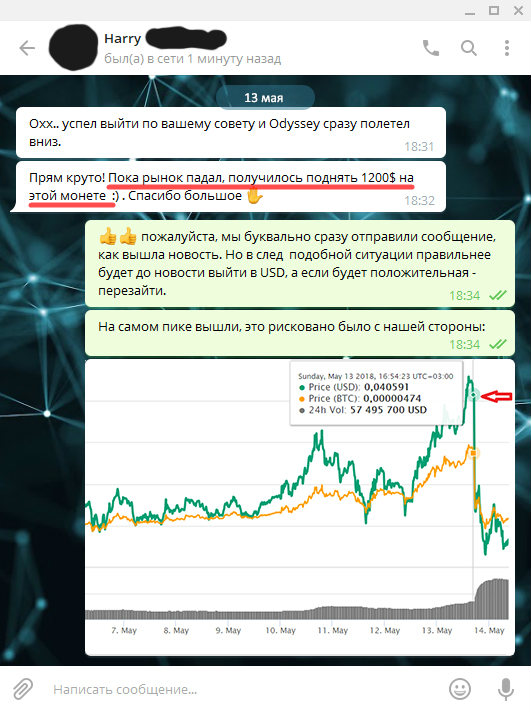 Harry
был(а) в сети 1 минуту назад
13 мая
Охх.. успел выйти по вашему совету и Odyssey сразу полетел
вниз.
18:31
Прям круто! Пока рынок падал, получилось поднять 1200$ на
этой монете :) . Спасибо большое ✋
18:32
👍👍 пожалуйста, мы буквально сразу отправили сообщение,
как вышла новость. Но в след подобной ситуации правильнее
будет до новости выйти в USD, а если будет положительная -
перезайти.
18:34
На самом пике вышли, это рисковано было с нашей стороны:
18:34
Sunday, May 13 2018, 16:54:23 UTC+03:00
Price (USD): 0,040591
Price (BTC): 0,00000474
24h Vol: 57 495 700 USD
7. May 8. May 9. May 10. May 11. May 12. May 13. May 14. May
Написать сообщение...